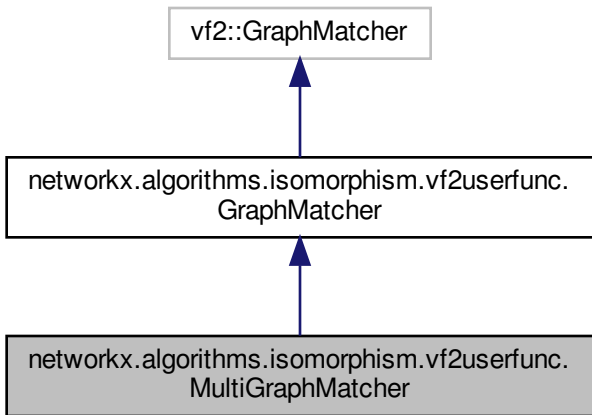 vf2::GraphMatcher
networkx.algorithms.isomorphism.vf2userfunc.
GraphMatcher
networkx.algorithms.isomorphism.vf2userfunc.
MultiGraphMatcher